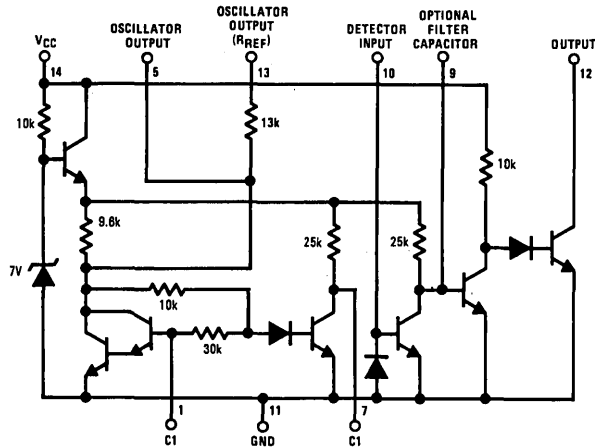 OSCILLATOR
OUTPUT
OSCILLATOR
OUTPUT
(RREF)
DETECTOR
INPUT
OPTIONAL
FILTER
CAPACITOR
VCC
OUTPUT
14
5
13
10
9
12
10k
13k
10k
9.6k
25k
25k
7V
10k
30k
1
11
7
C1
GND
C1